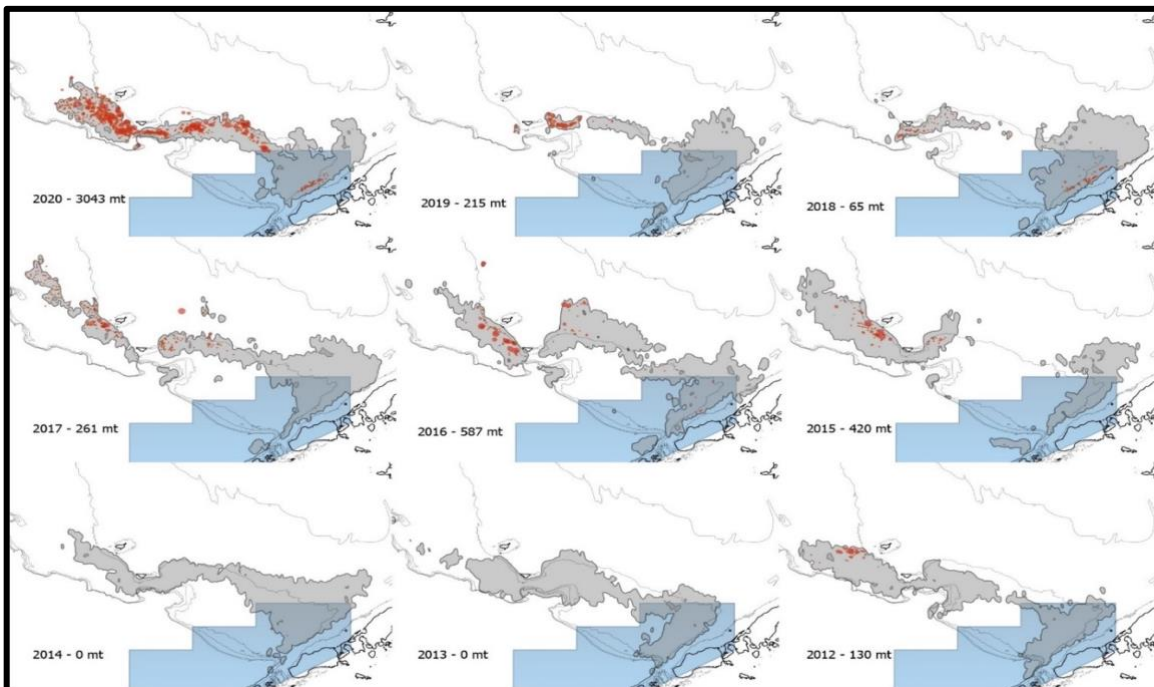 2020 - 3043 mt
2019 - 215 mt
2018 - 65 mt
2017 - 261 mt
2016 - 587 mt
2015 - 420 mt
2014 - 0 mt
2013 - 0 mt
2012 - 130 mt